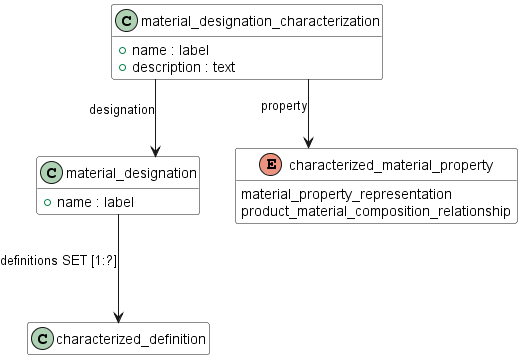 C material_designation_characterization
name : label
description : text
designation
property
C material_designation
name : label
E characterized_material_property
material_property_representation
product_material_composition_relationship
definitions SET [1:?]
C characterized_definition